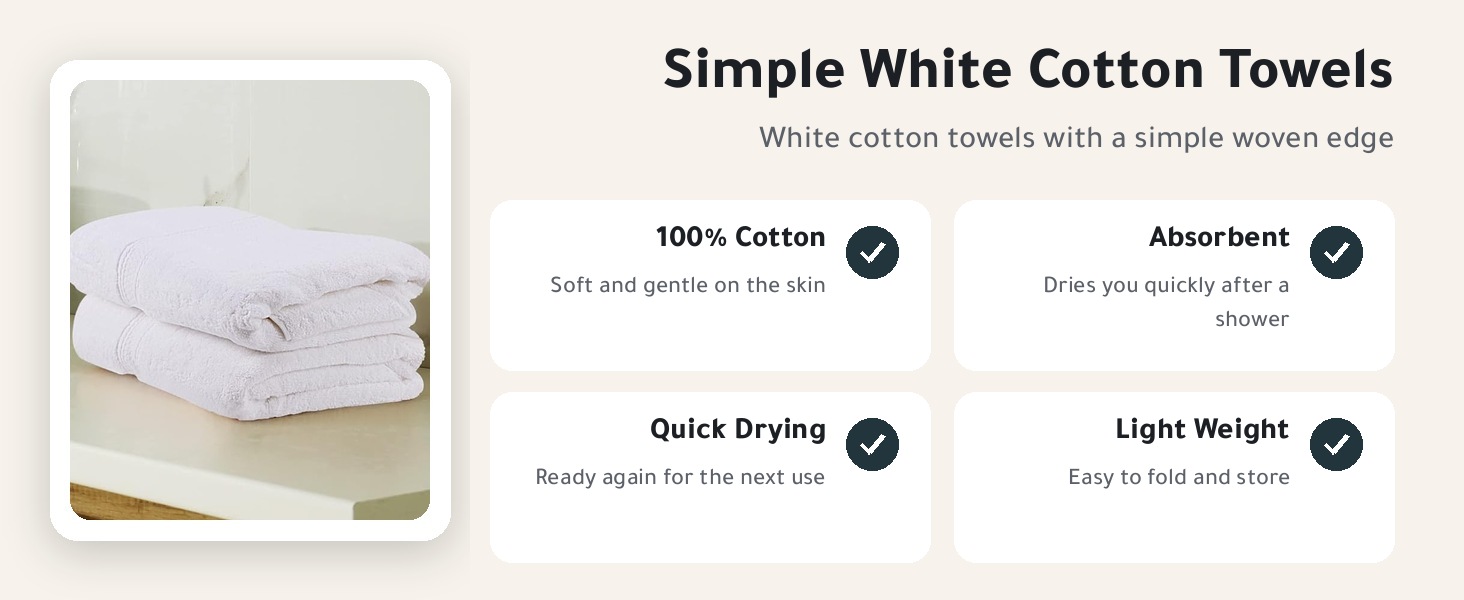 Simple White Cotton Towels
White cotton towels with a simple woven edge
100% Cotton
Soft and gentle on the skin
Absorbent
Dries you quickly after a
shower
Quick Drying
Ready again for the next use
Light Weight
Easy to fold and store